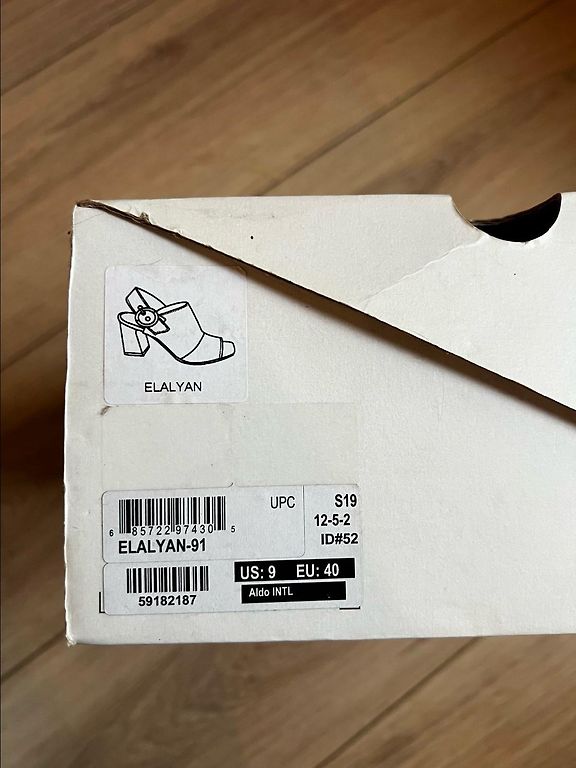 ELALYAN
UPC
6 85722 97430 5
ELALYAN-91
S19
12-5-2
ID#52
59182187
US: 9 EU: 40
Aldo INTL